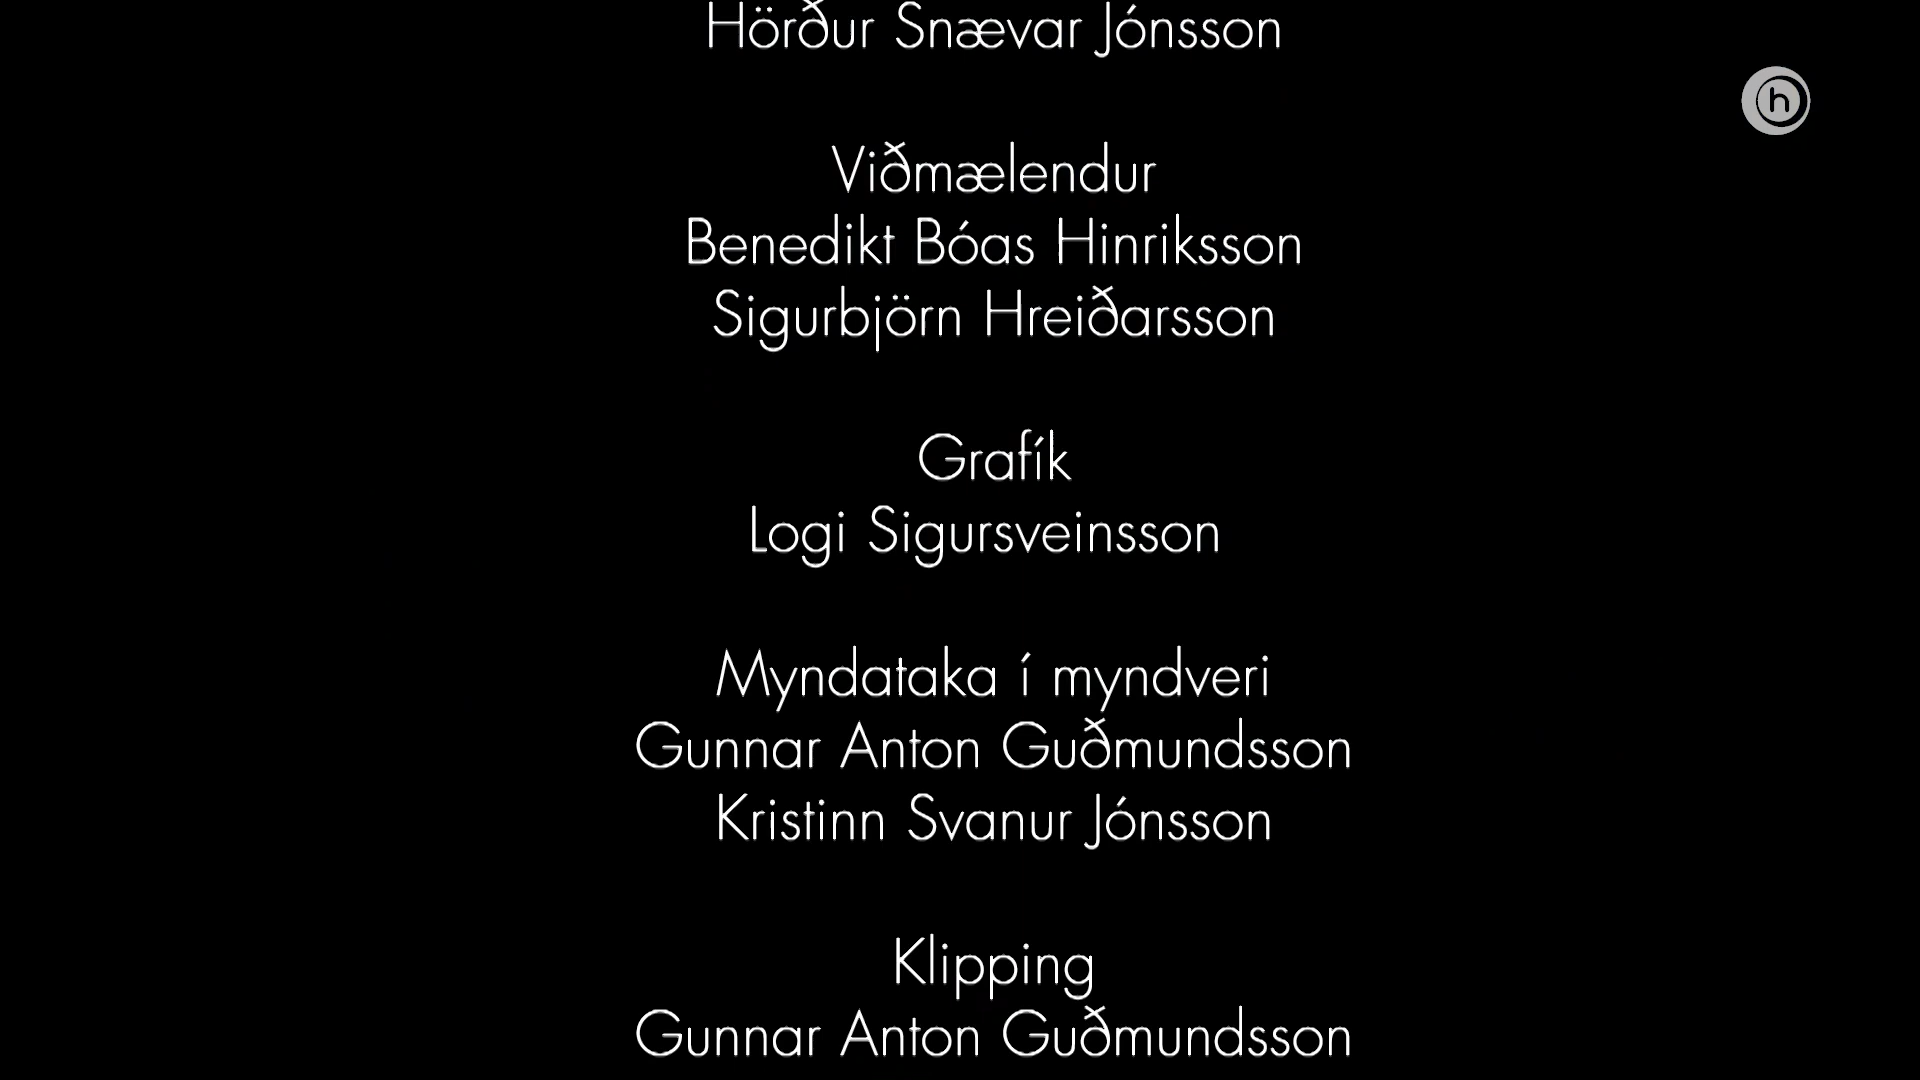 Hörður Snævar Jónsson
h
Viðmælendur
Benedikt Bóas Hinriksson
Sigurbjörn Hreiðarsson
Grafík
Logi Sigursveinsson
Myndataka í myndveri
Gunnar Anton Guðmundsson
Kristinn Svanur Jónsson
Klipping
Gunnar Anton Guðmundsson